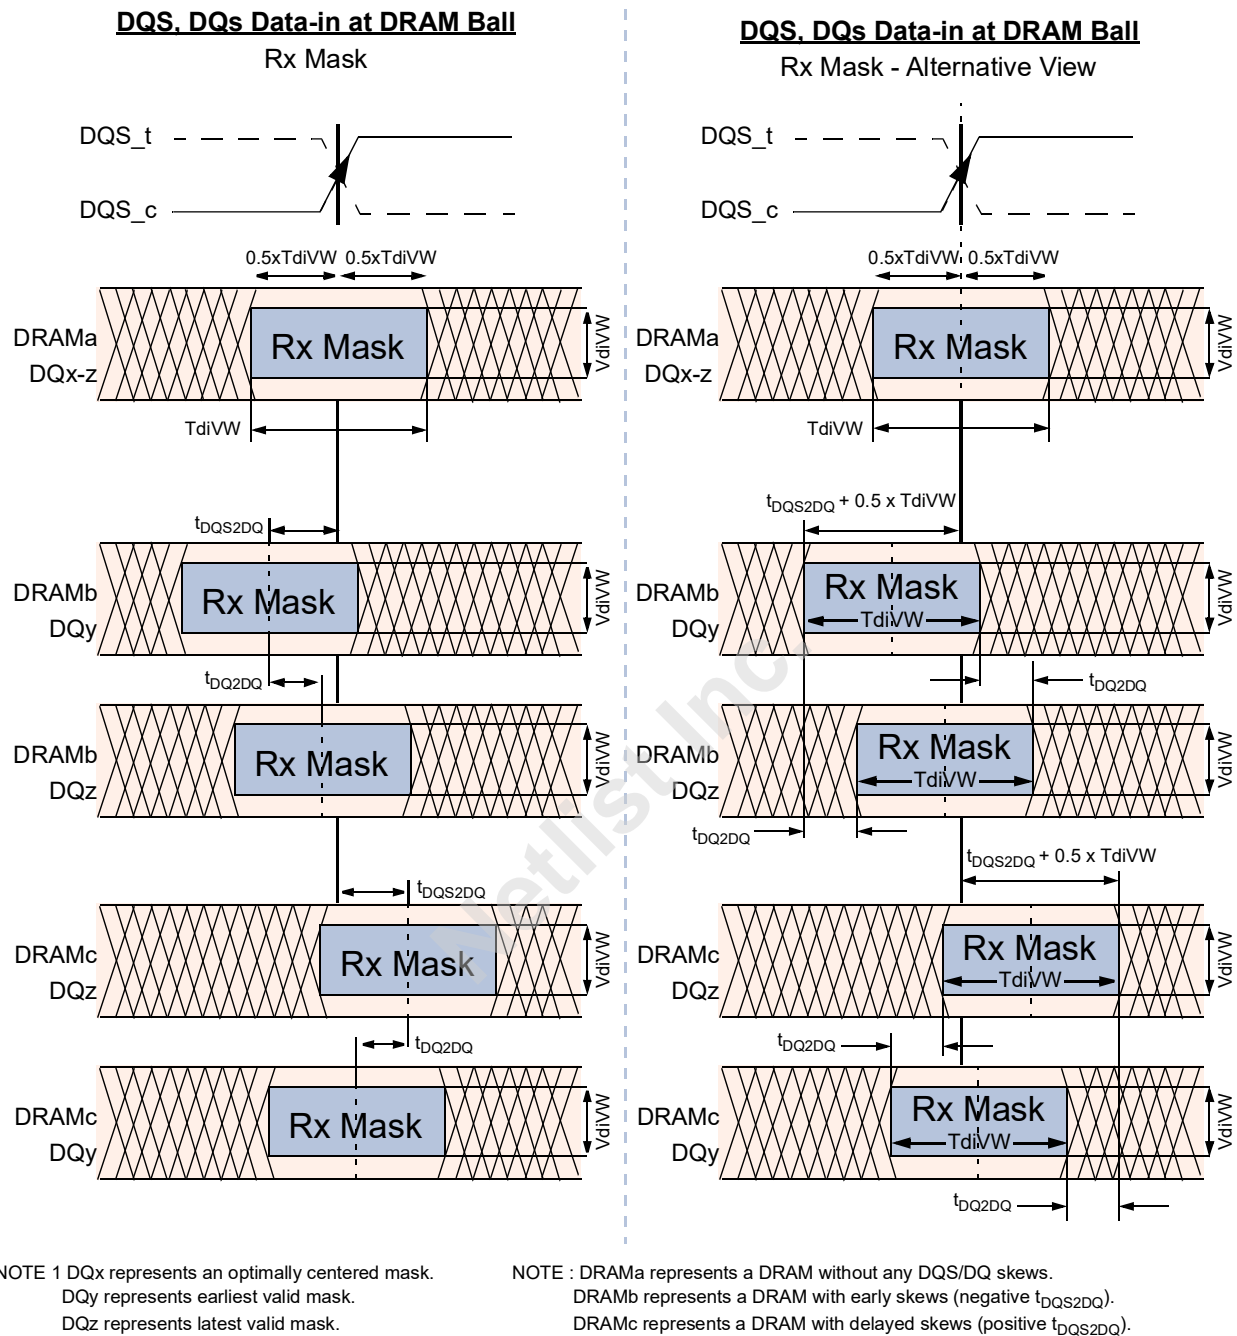 DQS, DQs Data-in at DRAM Ball
Rx Mask
DQS_t
DQS_c
0.5xTdiVW 0.5xTdiVW
DRAMa
DQx-z
Rx Mask
VdiVW
TdiVW
tDQS2DQ
DRAMb
DQy
Rx Mask
VdiVW
tDQ2DQ
DRAMb
DQz
Rx Mask
VdiVW
tDQS2DQ
DRAMc
DQz
Rx Mask
VdiVW
tDQ2DQ
DRAMc
DQy
Rx Mask
VdiVW
DQS, DQs Data-in at DRAM Ball
Rx Mask - Alternative View
DQS_t
DQS_c
0.5xTdiVW 0.5xTdiVW
DRAMa
DQx-z
Rx Mask
VdiVW
TdiVW
tDQS2DQ + 0.5 x TdiVW
DRAMb
DQy
Rx Mask
TdiVW
VdiVW
tDQ2DQ
DRAMb
DQz
Rx Mask
TdiVW
VdiVW
tDQ2DQ
tDQS2DQ + 0.5 x TdiVW
DRAMc
DQz
Rx Mask
TdiVW
VdiVW
tDQ2DQ
DRAMc
DQy
Rx Mask
TdiVW
VdiVW
tDQ2DQ
Netlist Inc.
NOTE 1 DQx represents an optimally centered mask.
DQy represents earliest valid mask.
DQz represents latest valid mask.
NOTE : DRAMa represents a DRAM without any DQS/DQ skews.
DRAMb represents a DRAM with early skews (negative tDQS2DQ).
DRAMc represents a DRAM with delayed skews (positive tDQS2DQ).